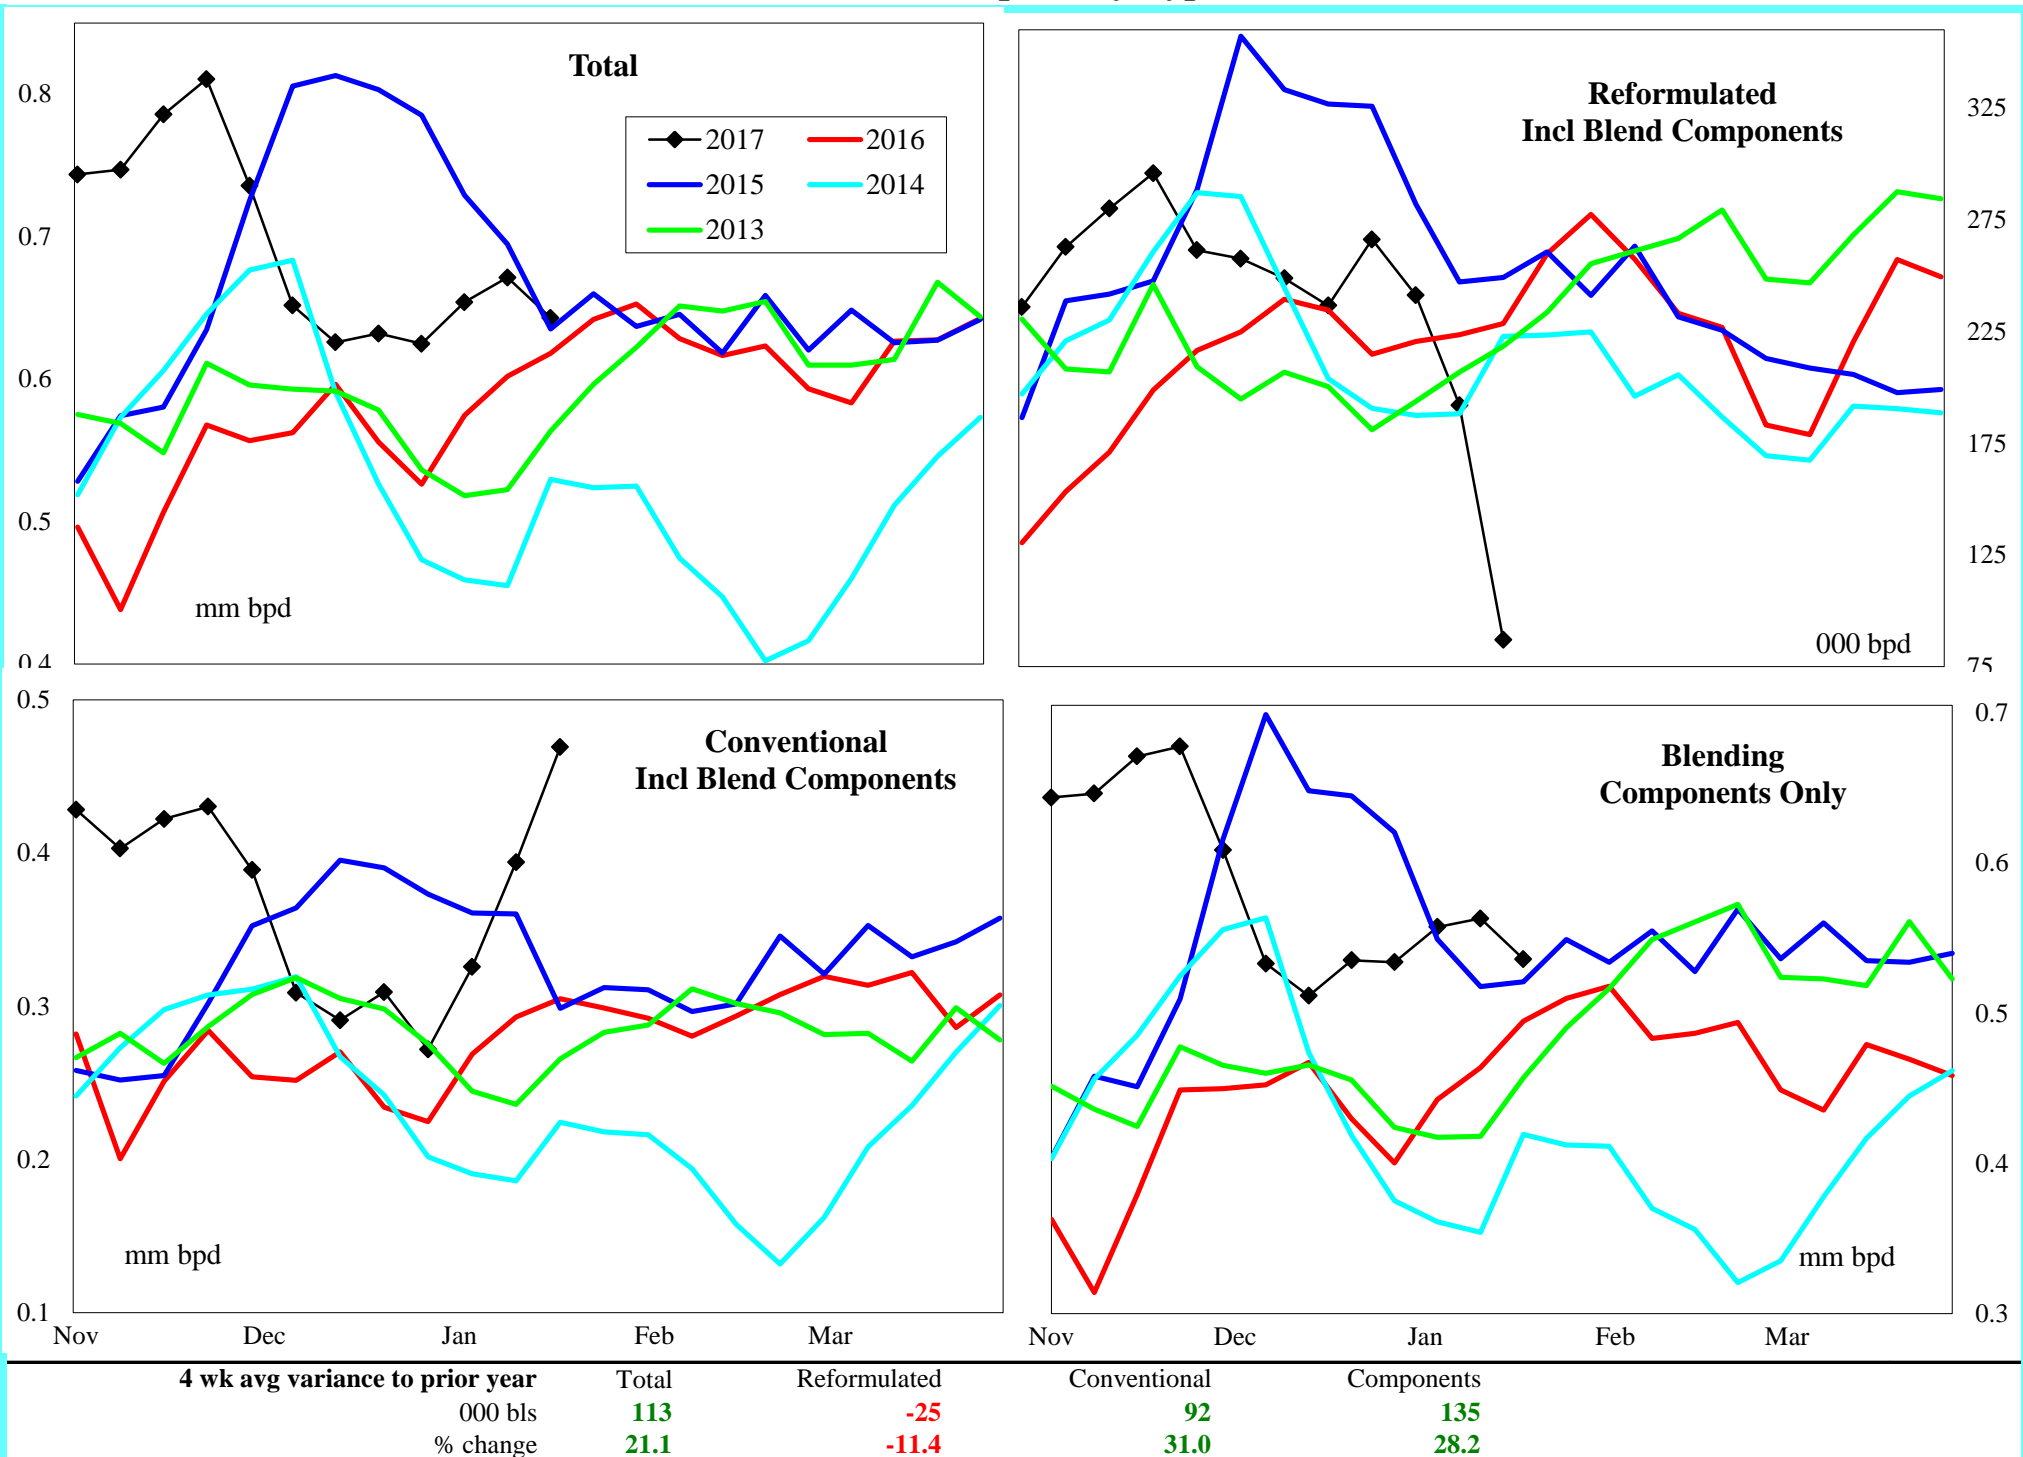 Total
0.8
0.7
0.6
0.5
0.4
2017
2016
2015
2014
2013
mm bpd
Reformulated
Incl Blend Components
325
275
225
175
125
75
000 bpd
0.5
0.4
0.3
0.2
0.1
Conventional
Incl Blend Components
mm bpd
Nov Dec Jan Feb Mar
Blending
Components Only
0.7
0.6
0.5
0.4
0.3
mm bpd
Nov Dec Jan Feb Mar
4 wk avg variance to prior year Total Reformulated Conventional Components
000 bls 113 -25 92 135
% change 21.1 -11.4 31.0 28.2